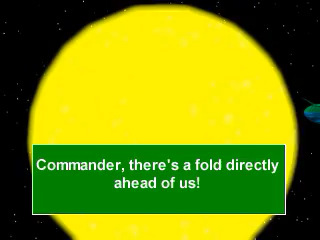 Commander, there's a fold directly
ahead of us!